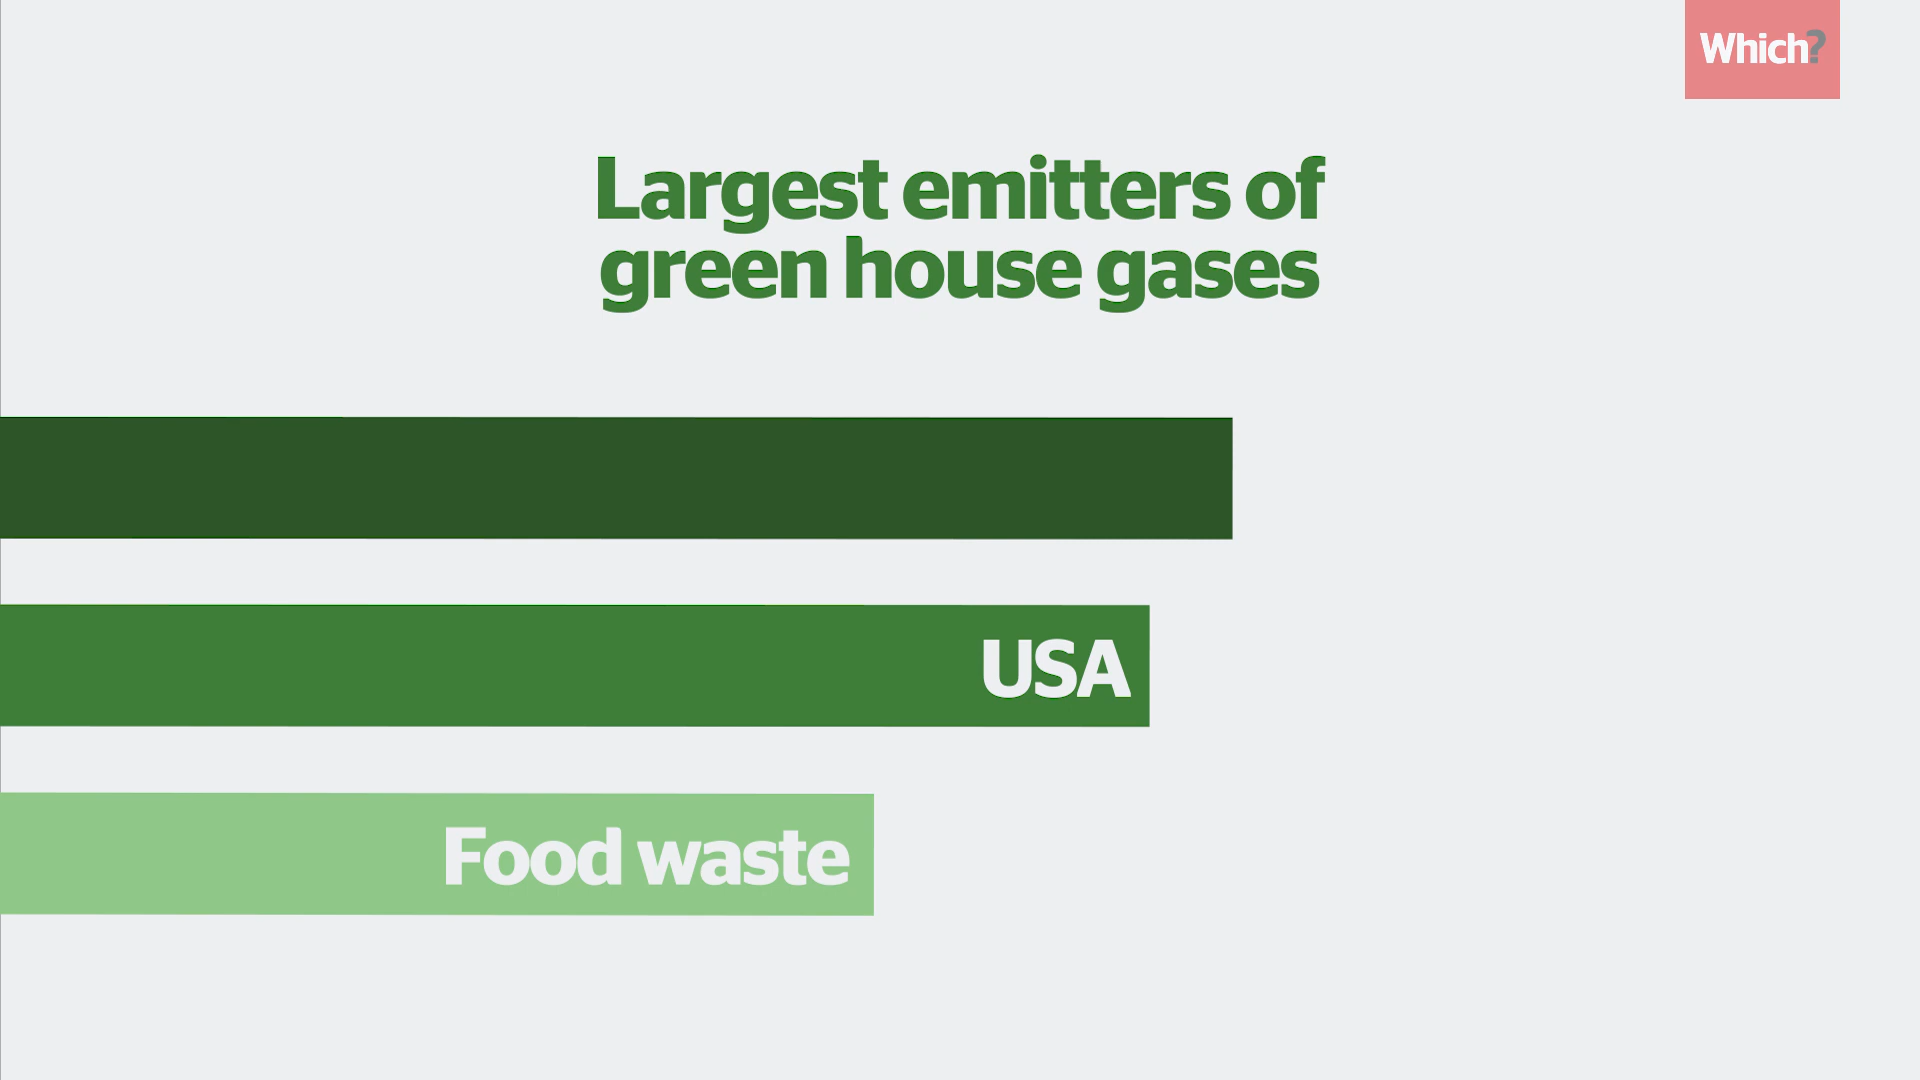 Which?
Largest emitters of
green house gases
USA
Food waste